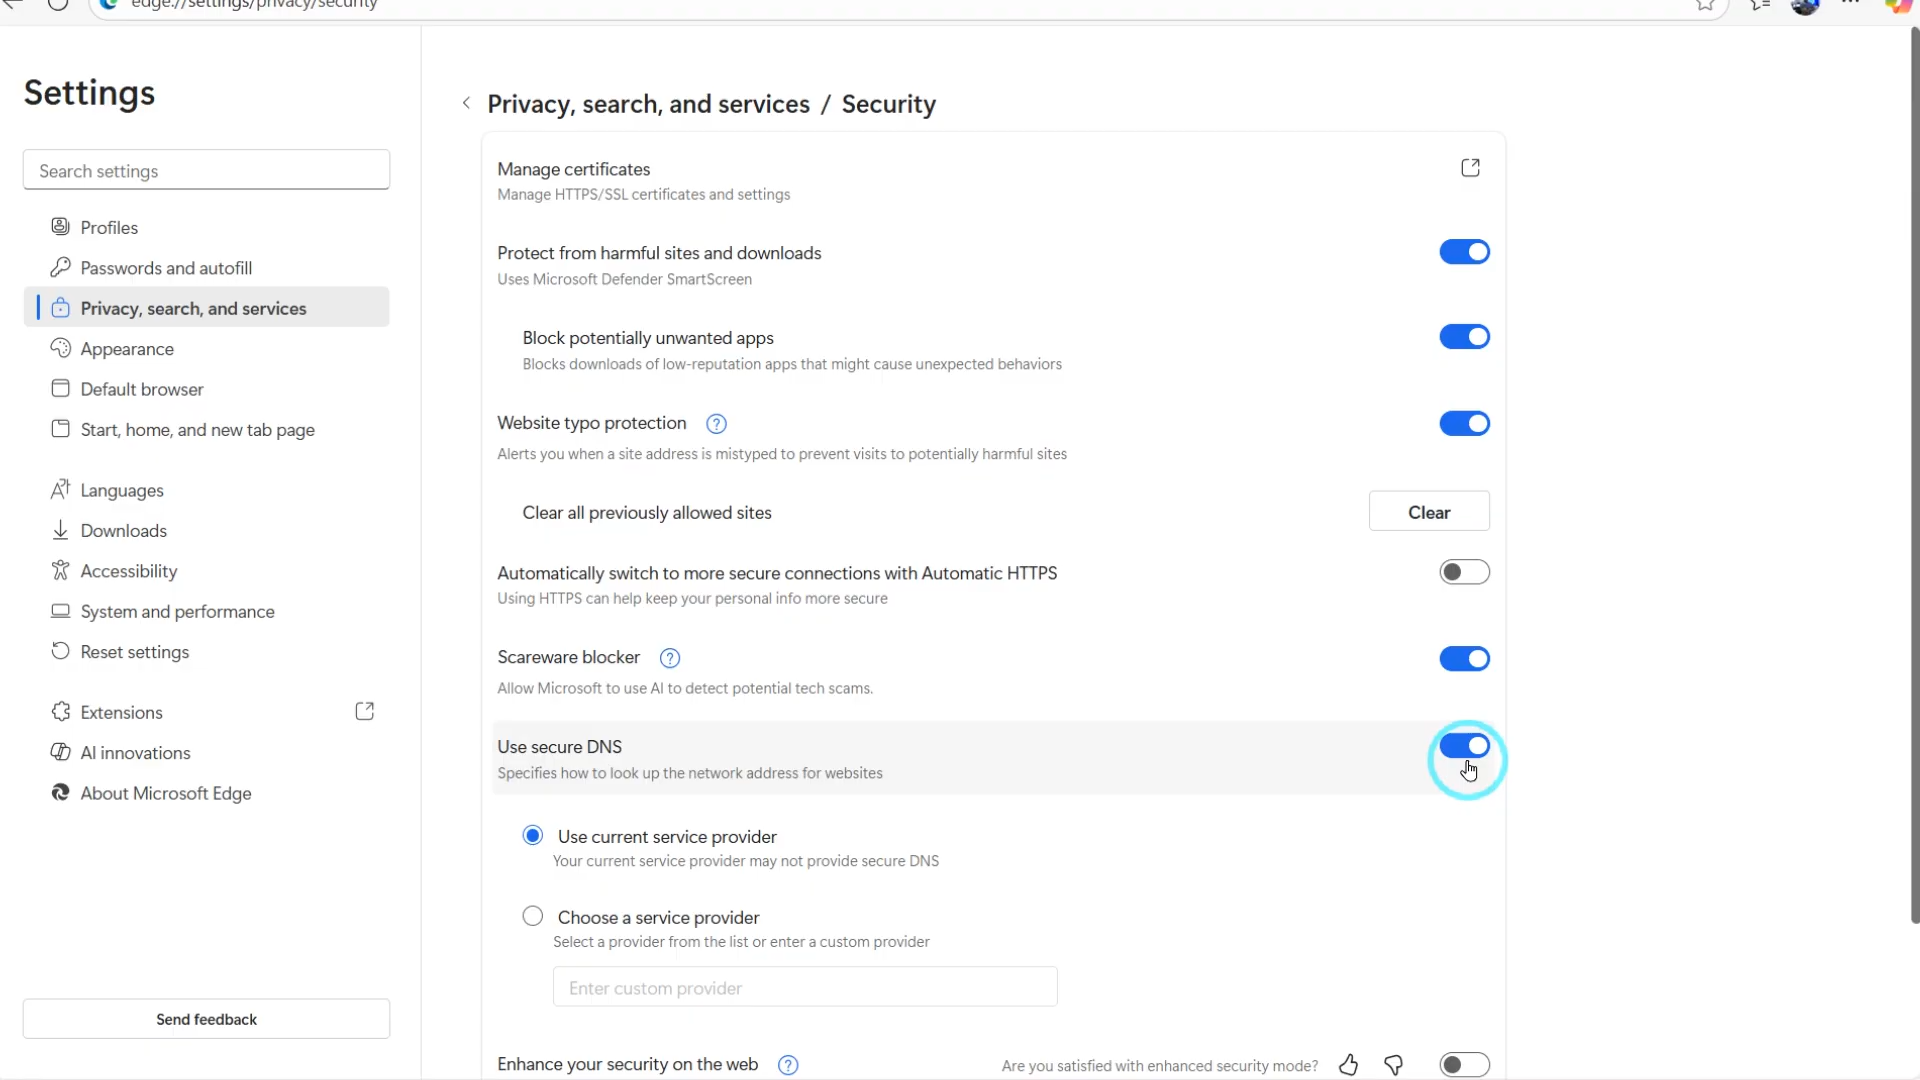 edge://settings/privacy/security
Settings
Search settings
Profiles
Passwords and autofill
Privacy, search, and services
Appearance
Default browser
Start, home, and new tab page
Languages
Downloads
Accessibility
System and performance
Reset settings
Extensions
AI innovations
About Microsoft Edge
Send feedback
Privacy, search, and services / Security
Manage certificates
Manage HTTPS/SSL certificates and settings
Protect from harmful sites and downloads
Uses Microsoft Defender SmartScreen
Block potentially unwanted apps
Blocks downloads of low-reputation apps that might cause unexpected behaviors
Website typo protection
Alerts you when a site address is mistyped to prevent visits to potentially harmful sites
Clear all previously allowed sites
Clear
Automatically switch to more secure connections with Automatic HTTPS
Using HTTPS can help keep your personal info more secure
Scareware blocker
Allow Microsoft to use AI to detect potential tech scams.
Use secure DNS
Specifies how to look up the network address for websites
Use current service provider
Your current service provider may not provide secure DNS
Choose a service provider
Select a provider from the list or enter a custom provider
Enter custom provider
Enhance your security on the web
Are you satisfied with enhanced security mode?